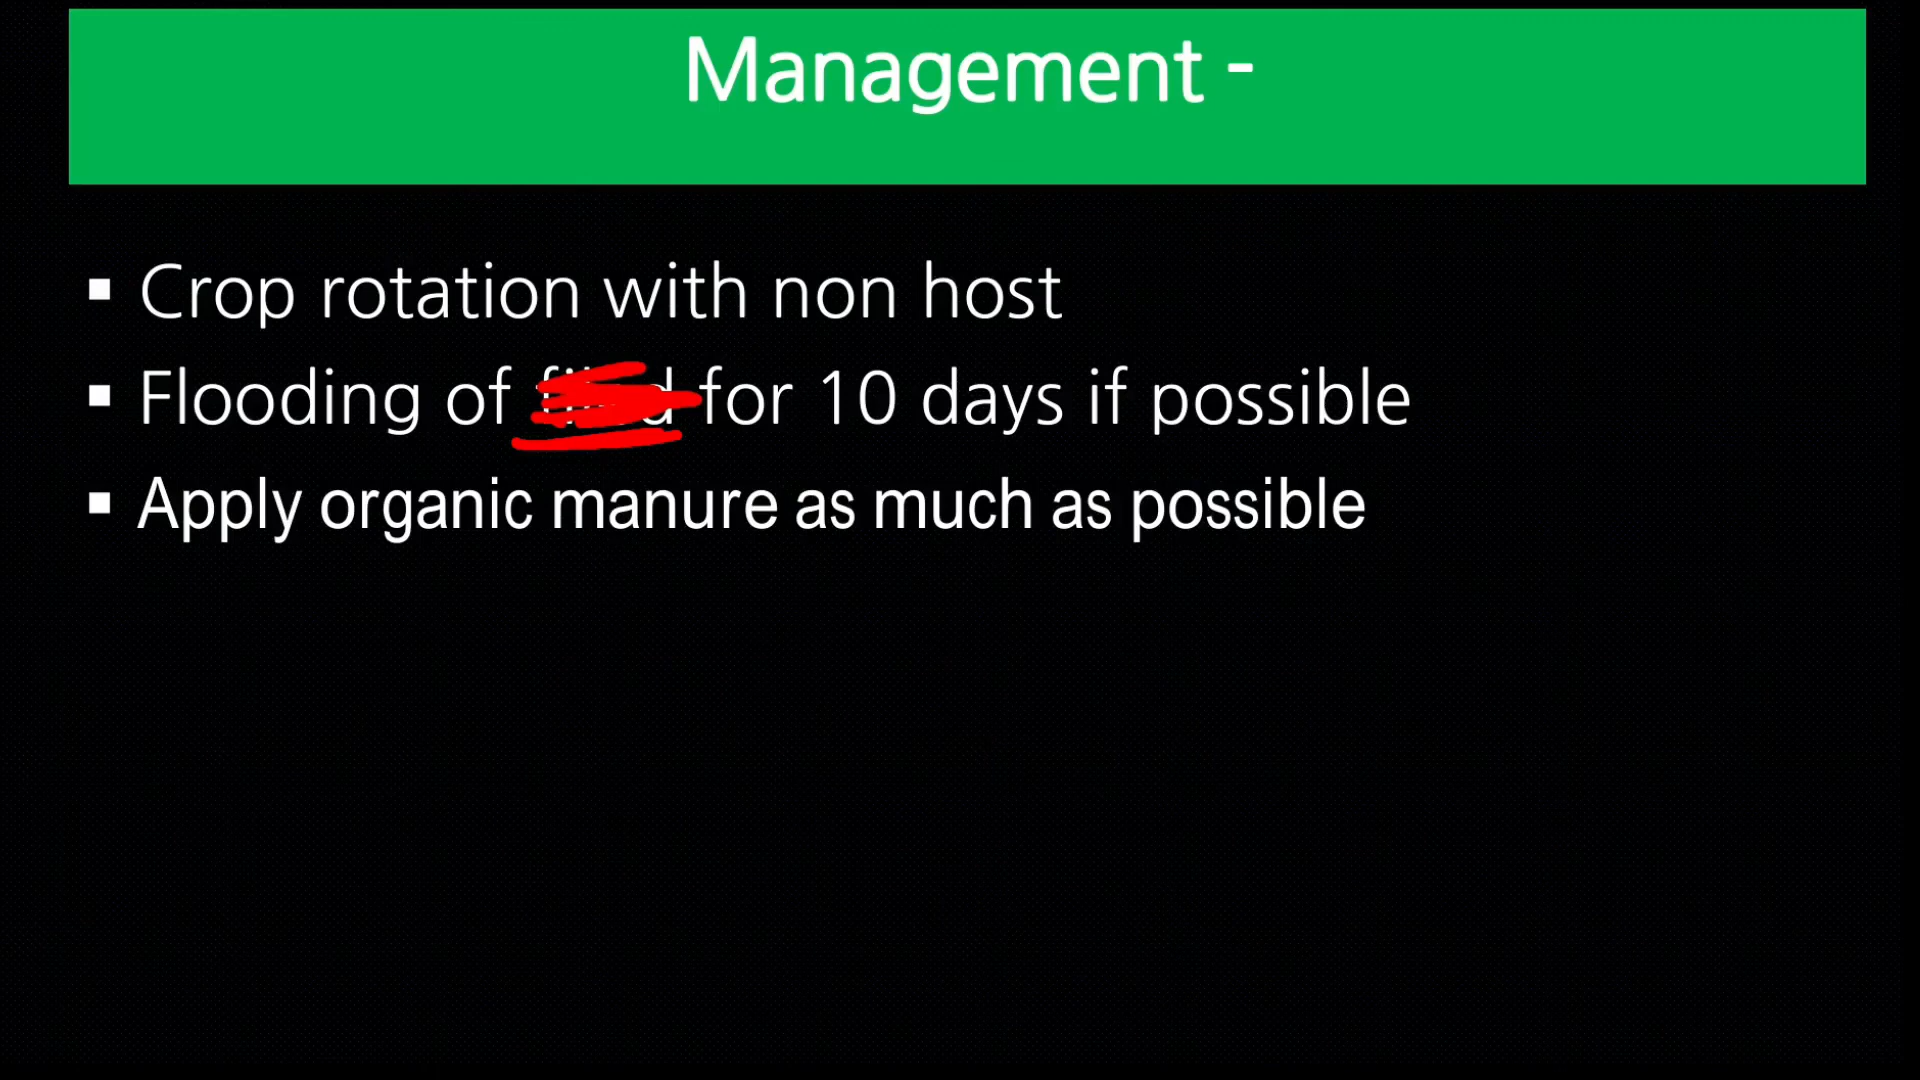 Management -
▪ Crop rotation with non host
▪ Flooding of for 10 days if possible
▪ Apply organic manure as much as possible